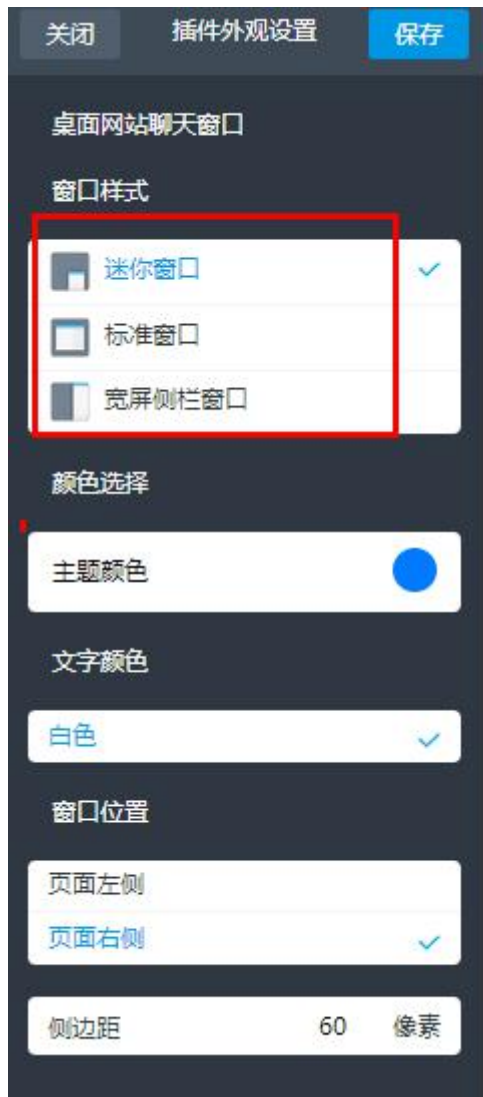 关闭 插件外观设置 保存
桌面网站聊天窗口
窗口样式
迷你窗口
标准窗口
宽屏侧栏窗口
颜色选择
主题颜色
文字颜色
白色
窗口位置
页面左侧
页面右侧
侧边距 60 像素